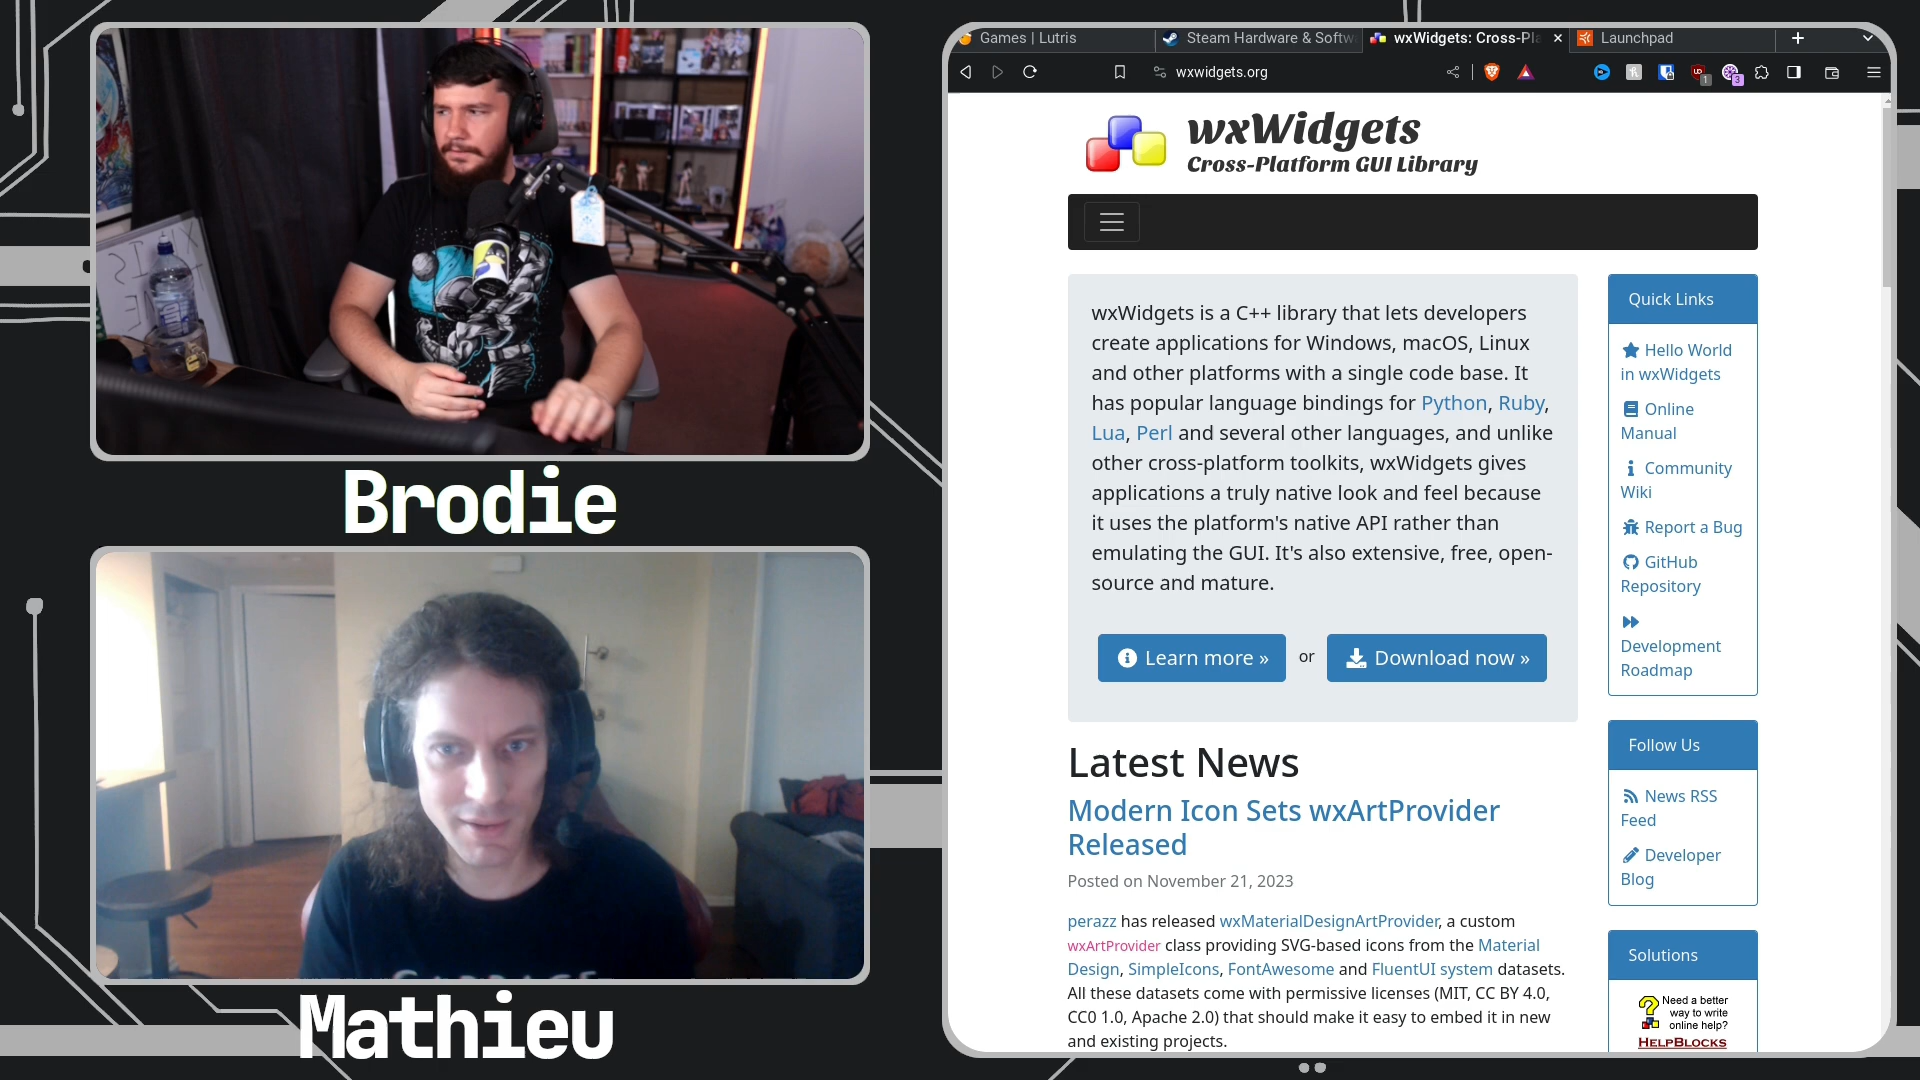 Games | Lutris
Steam Hardware & Softw
wxWidgets: Cross-Pla
Launchpad
wxwidgets.org
wxWidgets
Cross-Platform GUI Library
wxWidgets is a C++ library that lets developers
create applications for Windows, macOS, Linux
and other platforms with a single code base. It
has popular language bindings for Python, Ruby,
Lua, Perl and several other languages, and unlike
other cross-platform toolkits, wxWidgets gives
applications a truly native look and feel because
it uses the platform's native API rather than
emulating the GUI. It's also extensive, free, open-
source and mature.
Learn more »
or
Download now »
Latest News
Modern Icon Sets wxArtProvider
Released
Posted on November 21, 2023
perazz has released wxMaterialDesignArtProvider, a custom
wxArtProvider class providing SVG-based icons from the Material
Design, SimpleIcons, FontAwesome and FluentUI system datasets.
All these datasets come with permissive licenses (MIT, CC BY 4.0,
CC0 1.0, Apache 2.0) that should make it easy to embed it in new
and existing projects.
Quick Links
Hello World
in wxWidgets
Online
Manual
Community
Wiki
Report a Bug
GitHub
Repository
Development
Roadmap
Follow Us
News RSS
Feed
Developer
Blog
Solutions
Need a better
way to write
online help?
HELPBLOCKS
Brodie
Mathieu